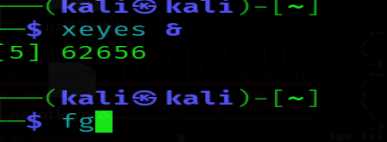 (kali㉿kali)-[~]
$ xeyes &
[5] 62656
(kali㉿kali)-[~]
$ fg